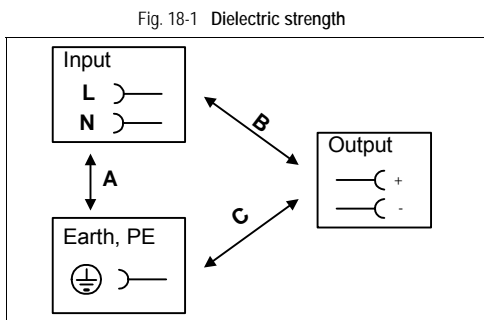 Fig. 18-1 Dielectric strength
Input
L
N
B
Output
+
-
A
C
Earth, PE